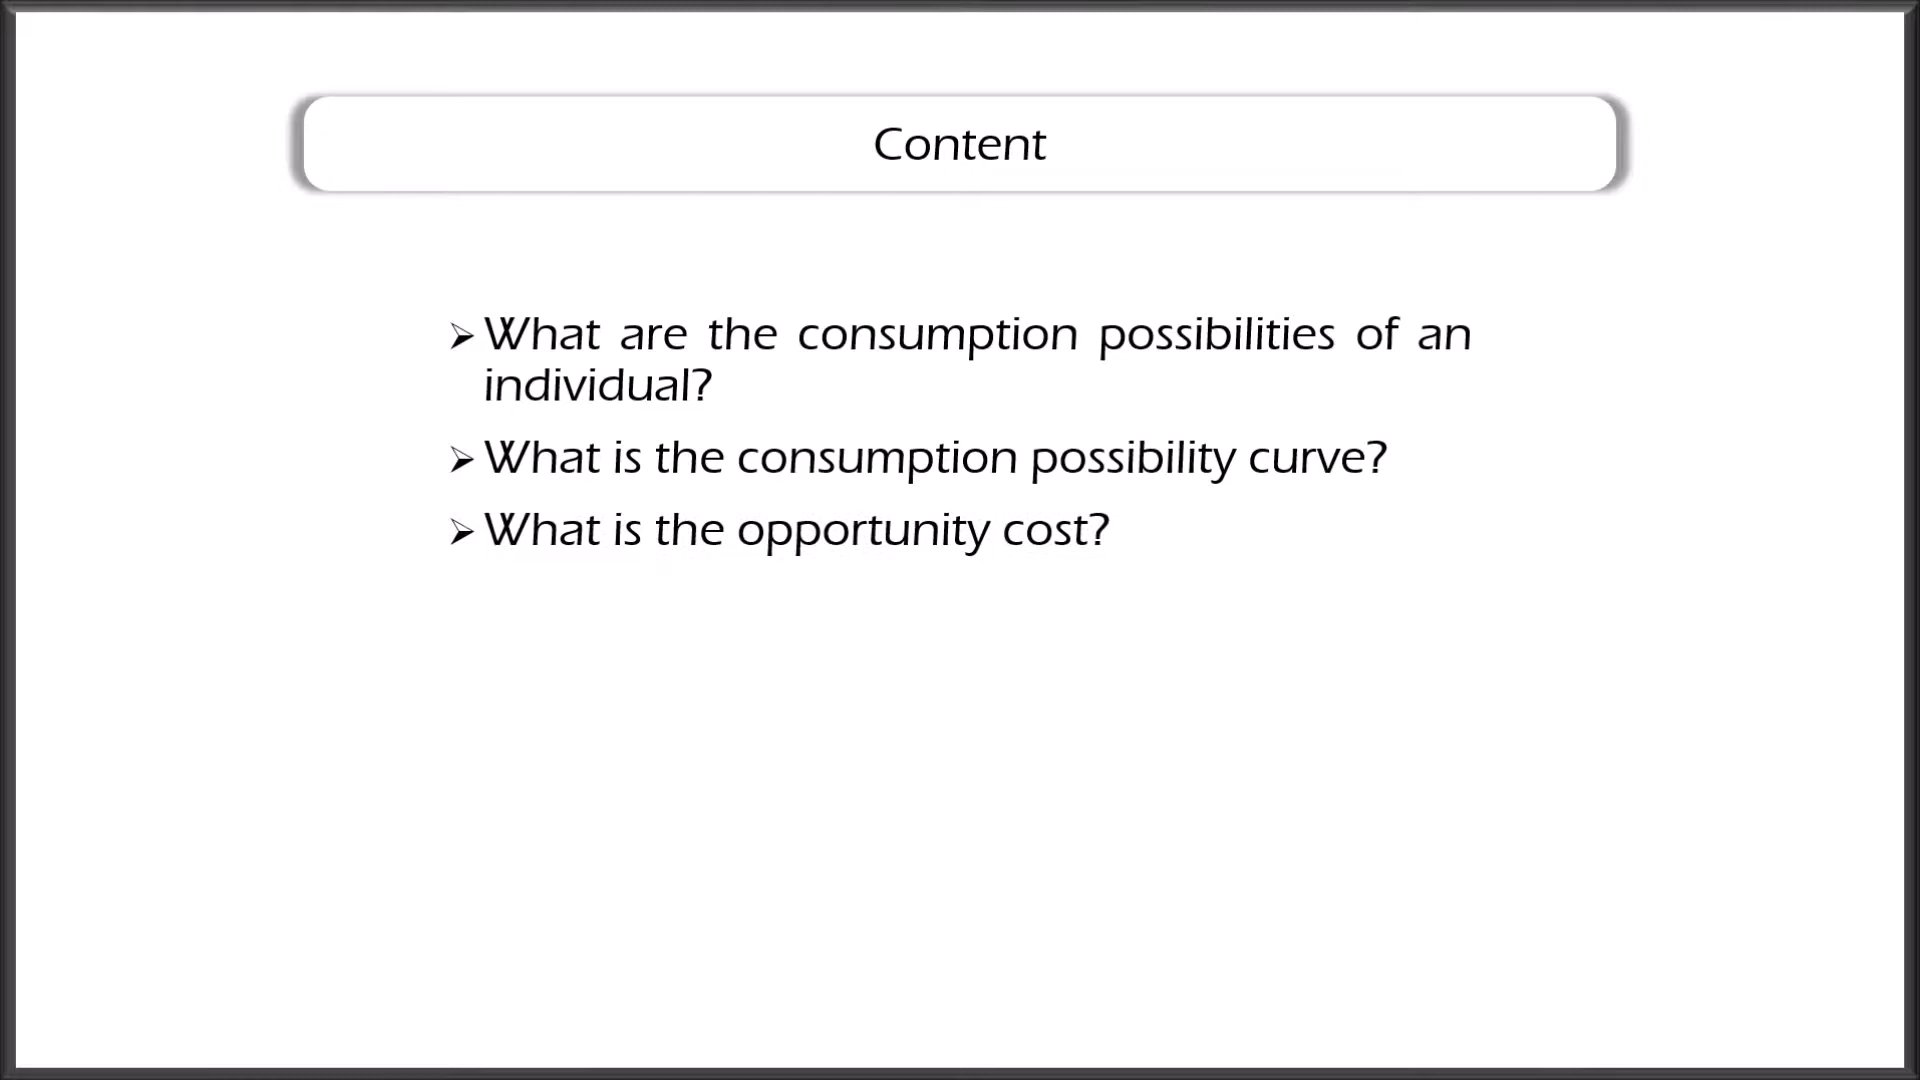 Content
➢ What are the consumption possibilities of an
individual?
➢ What is the consumption possibility curve?
➢ What is the opportunity cost?